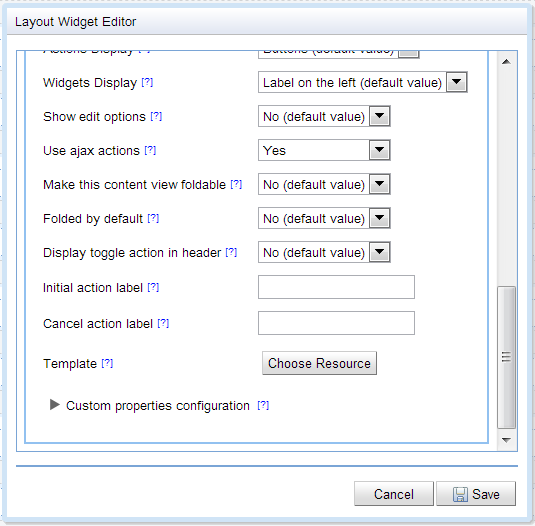 Layout Widget Editor
Actions Display [?] Buttons (default value)
Widgets Display [?] Label on the left (default value)
Show edit options [?] No (default value)
Use ajax actions [?] Yes
Make this content view foldable [?] No (default value)
Folded by default [?] No (default value)
Display toggle action in header [?] No (default value)
Initial action label [?]
Cancel action label [?]
Template [?] Choose Resource
Custom properties configuration [?]
Cancel Save